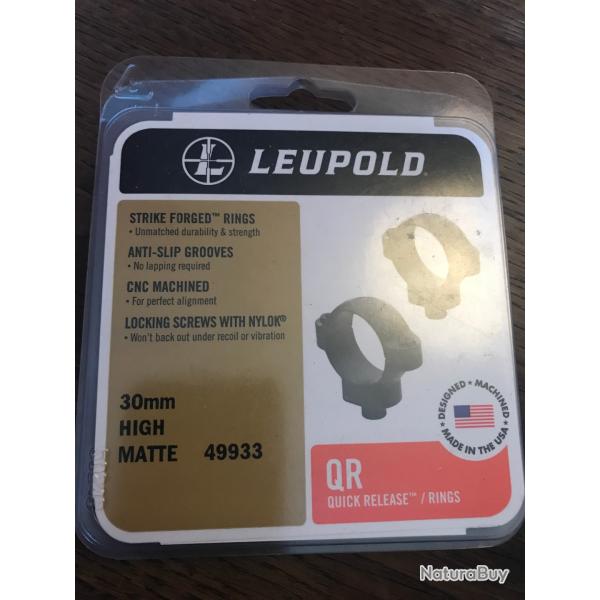 LEUPOLD®
STRIKE FORGED™ RINGS
• Unmatched durability & strength
ANTI-SLIP GROOVES
• No lapping required
CNC MACHINED
• For perfect alignment
LOCKING SCREWS WITH NYLOK®
• Won't back out under recoil or vibration
30mm
HIGH
MATTE 49933
DESIGNED ★ MACHINED ★
MADE IN THE USA
QR
QUICK RELEASE™ / RINGS
NaturaBuy